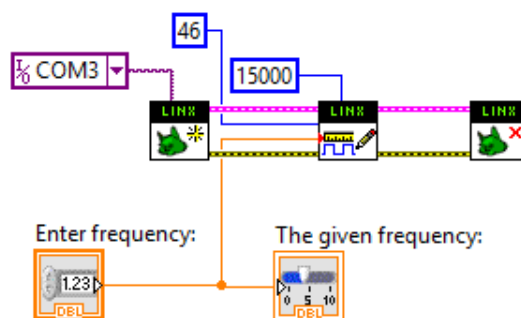 46
COM3
15000
LINX
LINX
LINX
Enter frequency:
The given frequency:
1.23
DBL
0 5 10
DBL